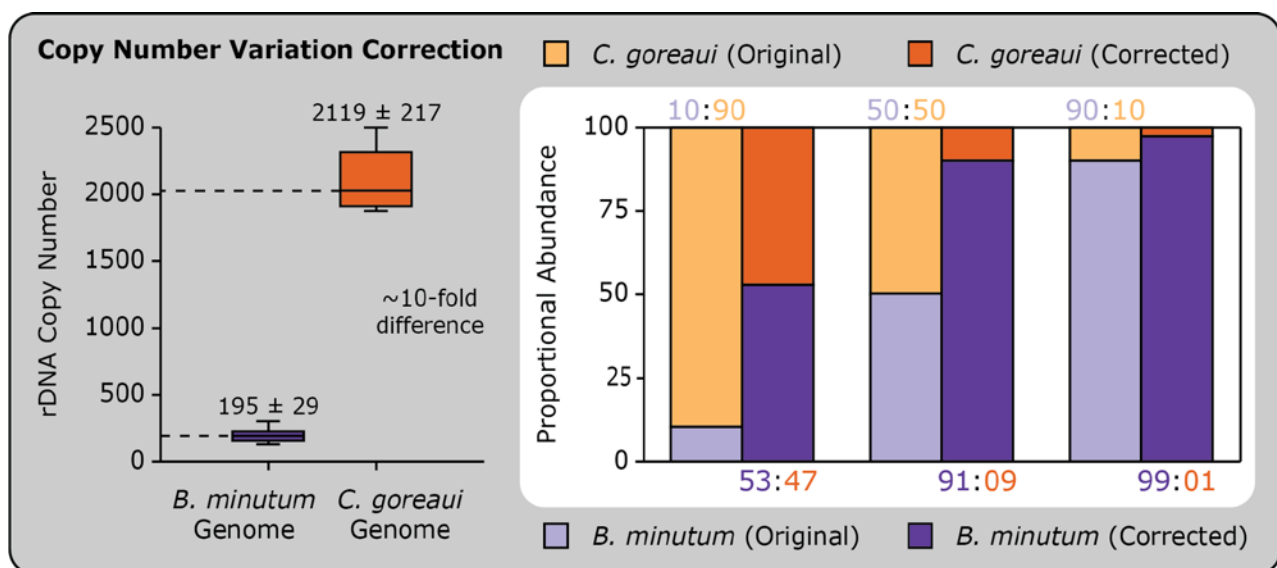 Copy Number Variation Correction
C. goreaui (Original)
C. goreaui (Corrected)
rDNA Copy Number
2500
2000
1500
1000
500
0
2119 ± 217
~10-fold
difference
195 ± 29
B. minutum
Genome
C. goreaui
Genome
Proportional Abundance
100
75
50
25
0
10:90
50:50
90:10
53:47
91:09
99:01
B. minutum (Original)
B. minutum (Corrected)